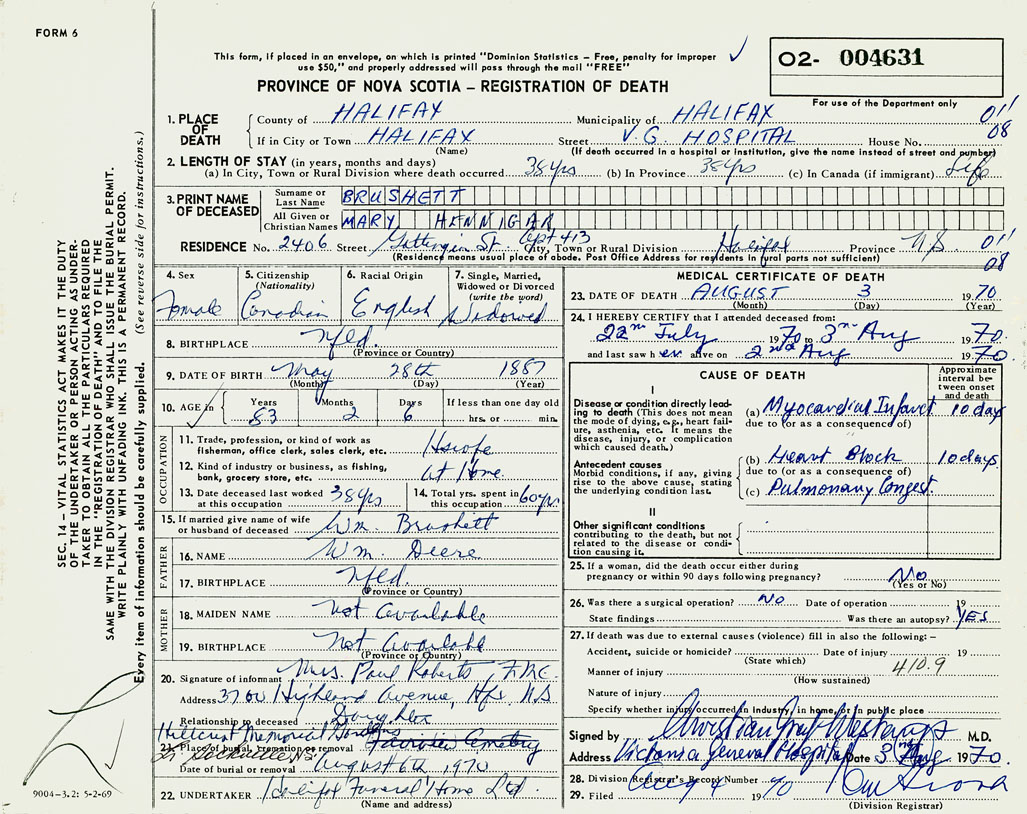 FORM 6
This form, if placed in an envelope, on which is printed "Dominion Statistics – Free, penalty for improper
use $50," and properly addressed will pass through the mail "FREE"
02- 004631
For use of the Department only
PROVINCE OF NOVA SCOTIA – REGISTRATION OF DEATH
1. PLACE OF DEATH
County of HALIFAX Municipality of HALIFAX
If in City or Town HALIFAX Street V.G. HOSPITAL House No.
(Name) (If death occurred in a hospital or institution, give the name instead of street and number)
01'
08
2. LENGTH OF STAY (in years, months and days)
(a) In City, Town or Rural Division where death occurred 38yrs (b) In Province 38yrs (c) In Canada (if immigrant) Life
3. PRINT NAME OF DECEASED
Surname or Last Name BRUSHETT
All Given or Christian Names MARY HENNIGAR
RESIDENCE No. 2406 Street Gottingin St Apt 413 City, Town or Rural Division Halifax Province N.S
(Residence means usual place of abode. Post Office Address for residents in rural parts not sufficient)
01'
08
4. Sex
Female
5. Citizenship (Nationality)
Canadian
6. Racial Origin
English
7. Single, Married, Widowed or Divorced (write the word)
Widowed
8. BIRTHPLACE Nfld.
(Province or Country)
9. DATE OF BIRTH May 28th 1887
(Month) (Day) (Year)
10. AGE in Years Months Days If less than one day old
83 2 6 hrs. or min.
OCCUPATION
11. Trade, profession, or kind of work as
fisherman, office clerk, sales clerk, etc. Hswfe
12. Kind of industry or business, as fishing,
bank, grocery store, etc. At Home
13. Date deceased last worked at this occupation 38yrs
14. Total yrs. spent in this occupation 60yrs
15. If married give name of wife
or husband of deceased Wm. Brushett
FATHER
16. NAME Wm. Deere
17. BIRTHPLACE Nfld.
(Province or Country)
MOTHER
18. MAIDEN NAME Not Available
19. BIRTHPLACE Not Available
(Province or Country)
20. Signature of informant Mrs. Paul Roberts
Address 3700 Highland Avenue, Hfx. N.S
Relationship to deceased Daughter
Hillcrest Memorial Gardens
21. Place of burial, cremation or removal Fairview Cemetery
Sackville N.S
Date of burial or removal August 6th 1970
22. UNDERTAKER Halifax Funeral Home Ltd.
(Name and address)
MEDICAL CERTIFICATE OF DEATH
23. DATE OF DEATH AUGUST 3 1970
(Month) (Day) (Year)
24. I HEREBY CERTIFY that I attended deceased from:
22nd July 1970 to 3rd Aug 1970
and last saw her alive on 2nd Aug 1970.
CAUSE OF DEATH
Approximate interval between onset and death
I
Disease or condition directly leading to death (This does not mean the mode of dying, e.g., heart failure, asthenia, etc. It means the disease, injury, or complication which caused death.)
(a) Myocardial Infarct 10 days
due to (or as a consequence of)
Antecedent causes
Morbid conditions, if any, giving rise to the above cause, stating the underlying condition last.
(b) Heart Block 10 days
due to (or as a consequence of)
(c) Pulmonary Congest.
II
Other significant conditions contributing to the death, but not related to the disease or condition causing it.
25. If a woman, did the death occur either during
pregnancy or within 90 days following pregnancy? No
(Yes or No)
26. Was there a surgical operation? NO Date of operation 19
State findings Was there an autopsy? YES
27. If death was due to external causes (violence) fill in also the following: –
Accident, suicide or homicide? Date of injury 19
(State which)
Manner of injury 410.9
(How sustained)
Nature of injury
Specify whether injury occurred in industry, in home, or in public place
Signed by M.D.
Address Victoria General Hospital Date 3rd Aug 1970.
28. Division Registrar's Record Number
29. Filed Aug 4 1970
(Division Registrar)
SEC. 14 – VITAL STATISTICS ACT MAKES IT THE DUTY
OF THE UNDERTAKER OR PERSON ACTING AS UNDER-
TAKER TO OBTAIN ALL THE PARTICULARS REQUIRED
IN THE "REGISTRATION OF DEATH" AND TO FILE THE
SAME WITH THE DIVISION REGISTRAR WHO SHALL ISSUE THE BURIAL PERMIT.
WRITE PLAINLY WITH UNFADING INK. THIS IS A PERMANENT RECORD.
Every item of information should be carefully supplied. (See reverse side for instructions.)
9004-3.2: 5-2-69